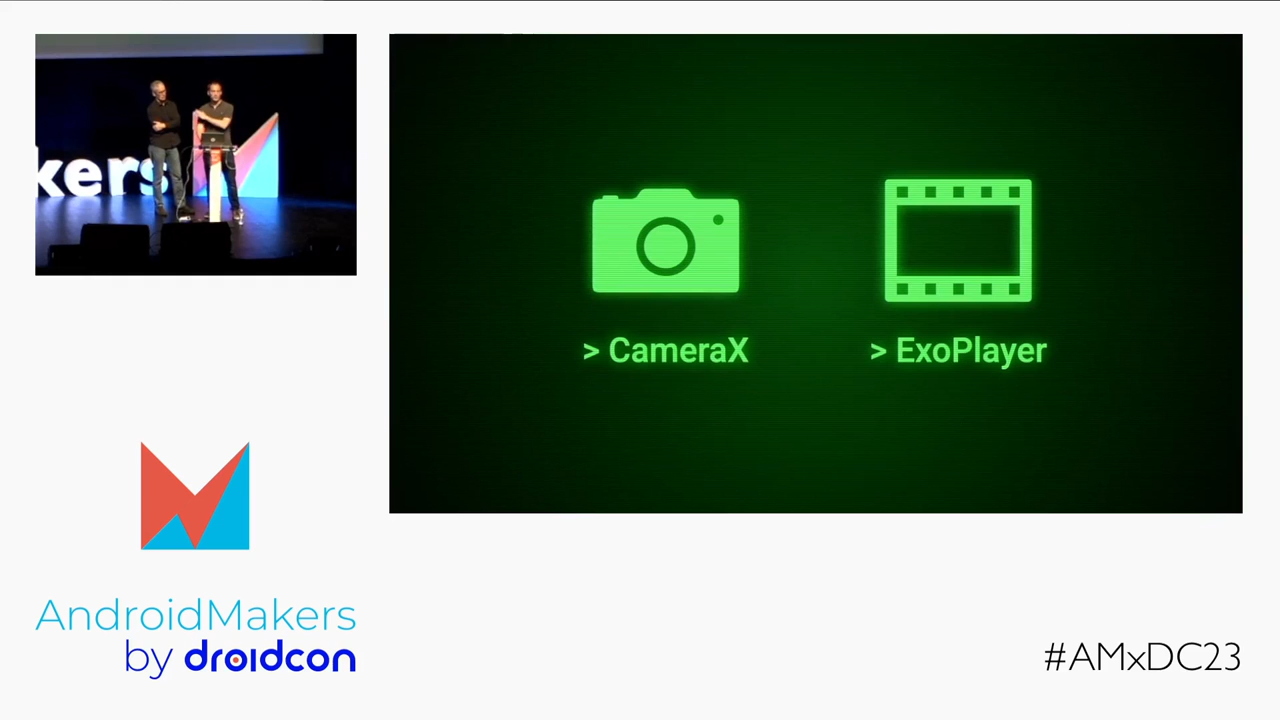 kers
> CameraX
> ExoPlayer
AndroidMakers
by droidcon
#AMxDC23